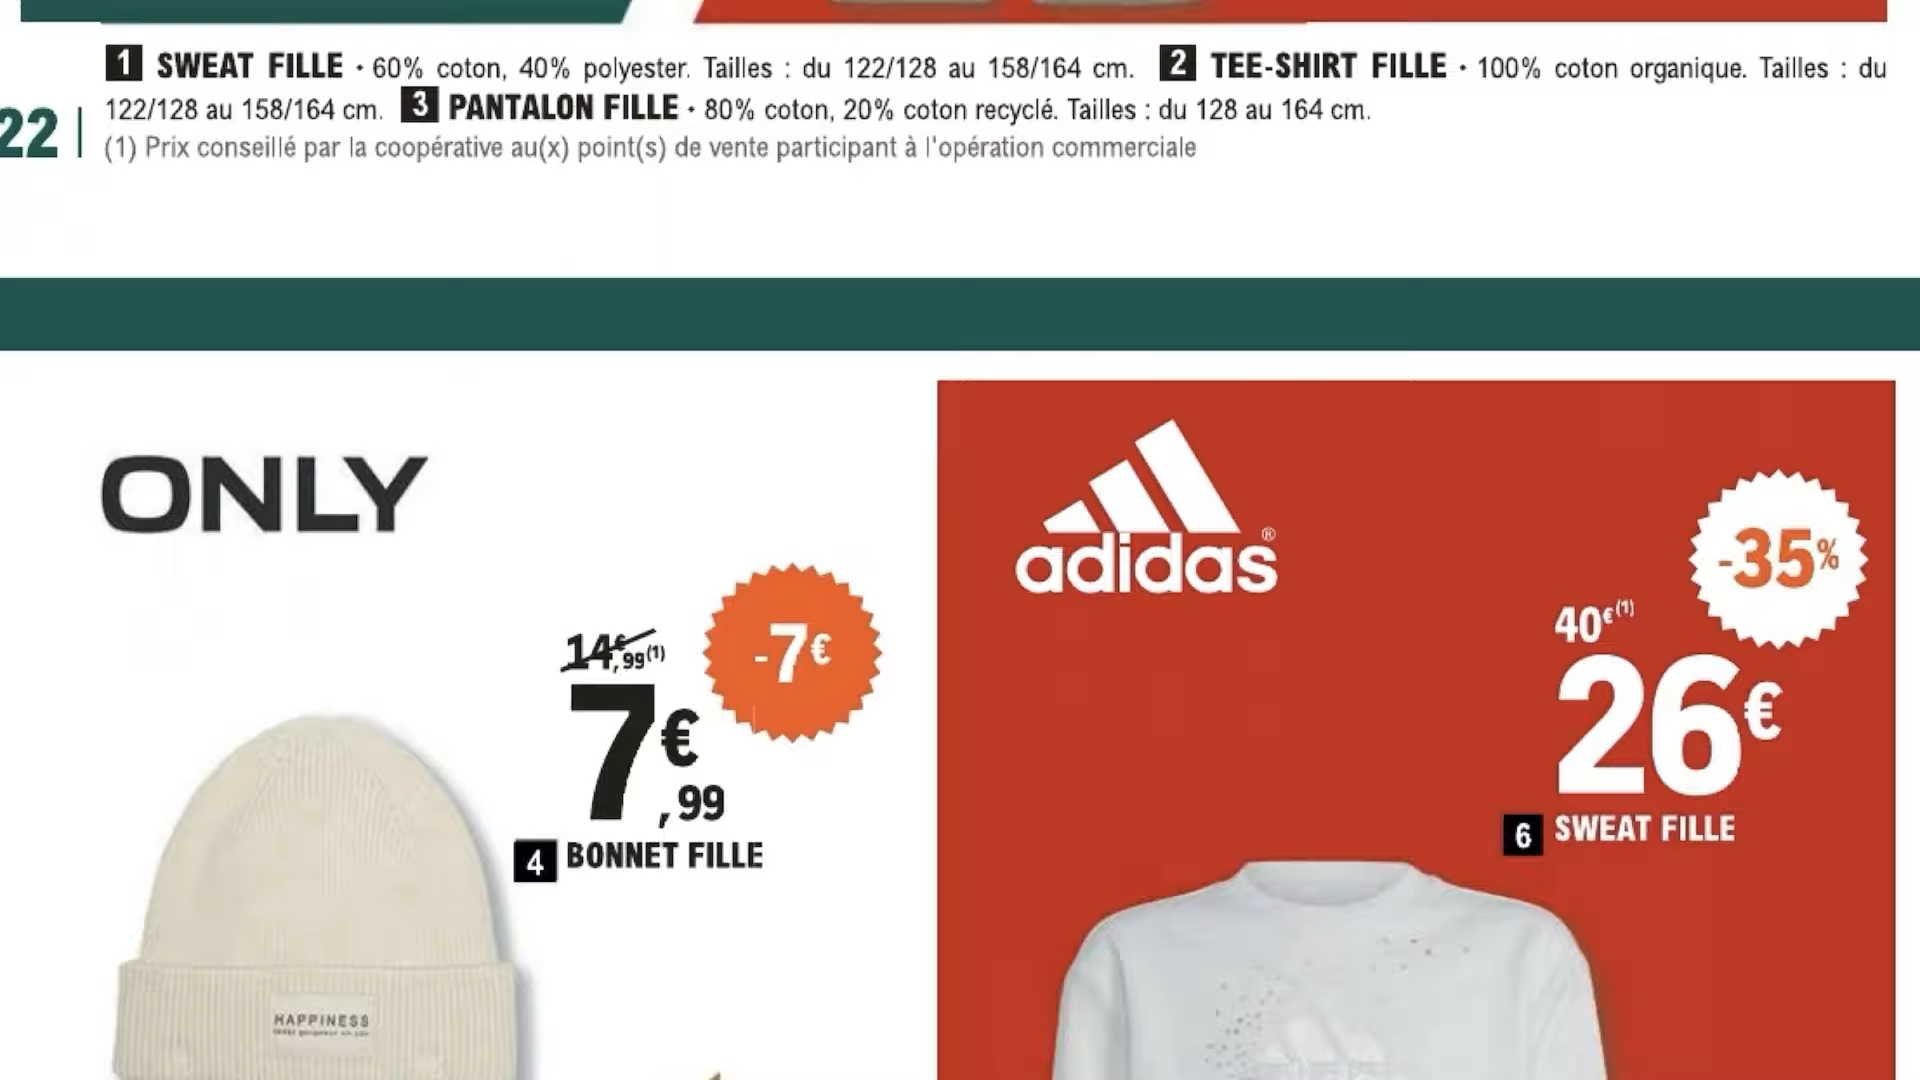 1 SWEAT FILLE • 60% coton, 40% polyester. Tailles : du 122/128 au 158/164 cm. 2 TEE-SHIRT FILLE • 100% coton organique. Tailles : du
122/128 au 158/164 cm. 3 PANTALON FILLE • 80% coton, 20% coton recyclé. Tailles : du 128 au 164 cm.
22
(1) Prix conseillé par la coopérative au(x) point(s) de vente participant à l'opération commerciale
ONLY
14€,99(1)
-7€
7€,99
4 BONNET FILLE
HAPPINESS
adidas®
-35%
40€(1)
26€
6 SWEAT FILLE